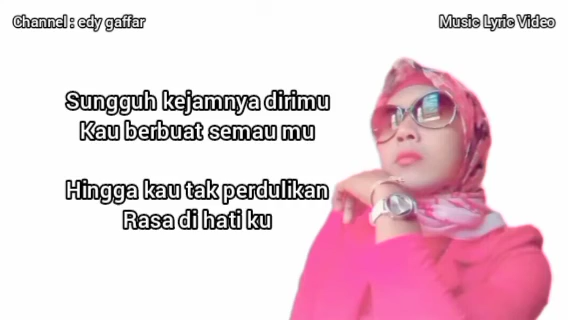 Channel : edy gaffar
Music Lyric Video
Sungguh kejamnya dirimu
Kau berbuat semau mu
Hingga kau tak perdulikan
Rasa di hati ku